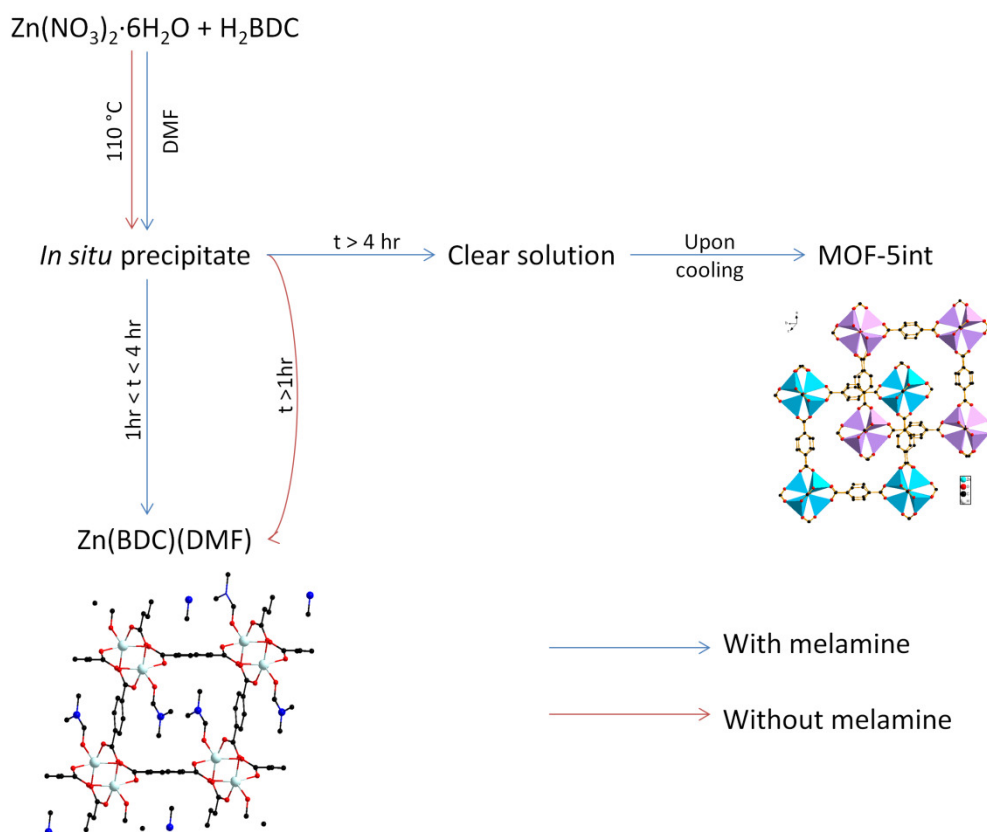 Zn(NO₃)₂·6H₂O + H₂BDC
110 °C
DMF
In situ precipitate
t > 4 hr
Clear solution
Upon
cooling
MOF-5int
1hr < t < 4 hr
t >1hr
Zn(BDC)(DMF)
With melamine
Without melamine